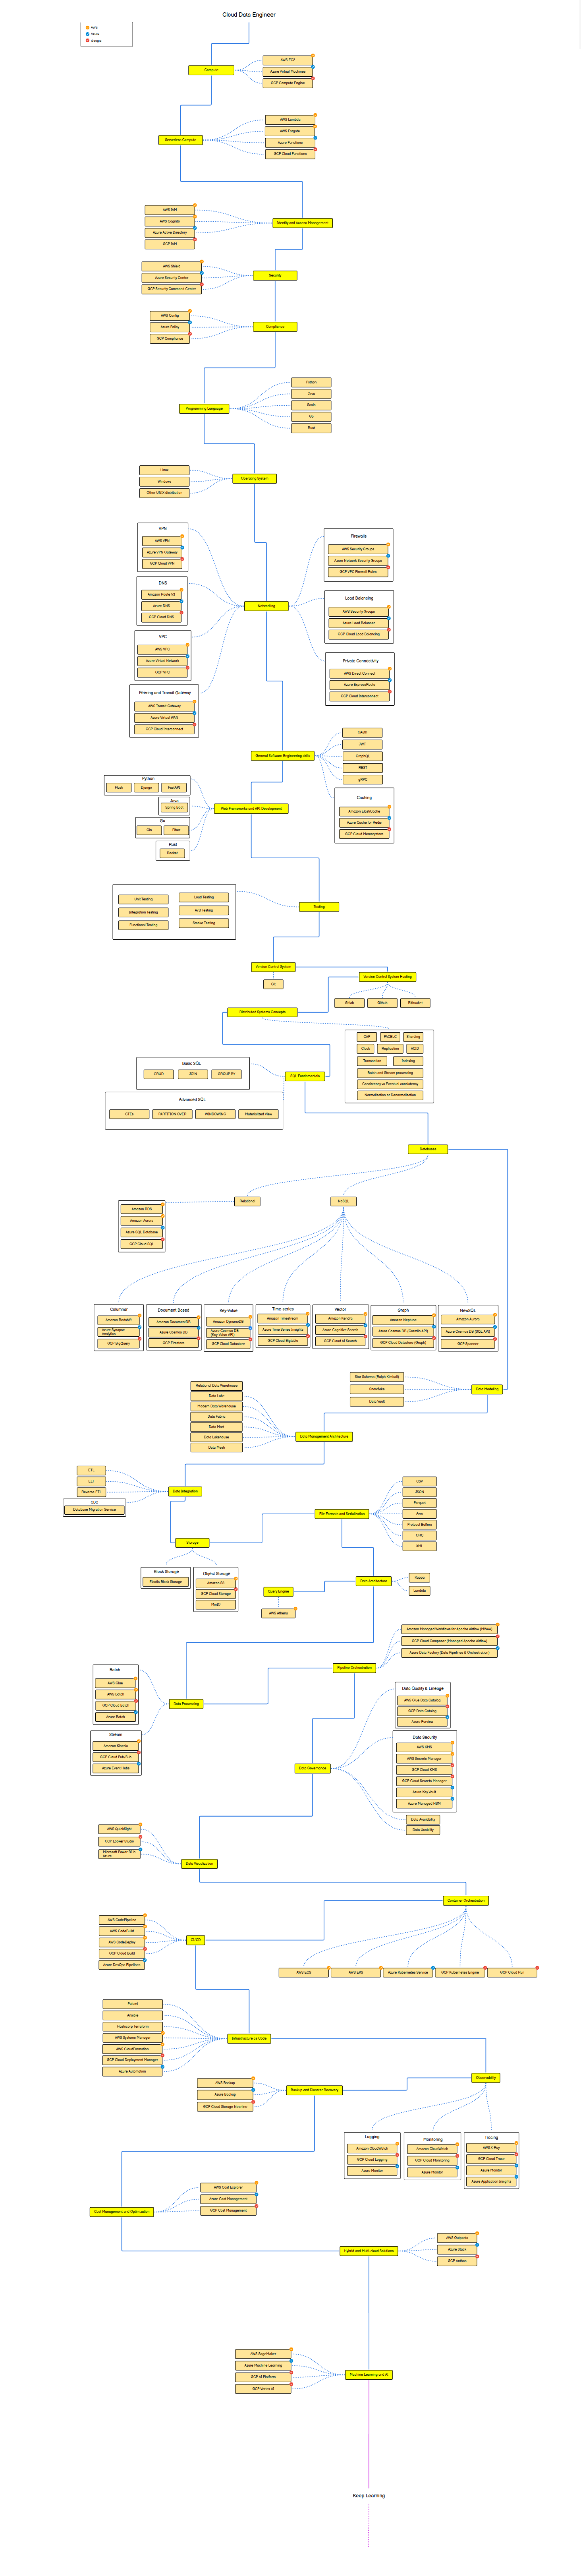 Cloud Data Engineer
AWS
Azure
Google
Compute
AWS EC2
Azure Virtual Machines
GCP Compute Engine
Serverless Compute
AWS Lambda
AWS Fargate
Azure Functions
GCP Cloud Functions
Identity and Access Management
AWS IAM
AWS Cognito
Azure Active Directory
GCP IAM
Security
AWS Shield
Azure Security Center
GCP Security Command Center
Compliance
AWS Config
Azure Policy
GCP Compliance
Programming Language
Python
Java
Scala
Go
Rust
Operating System
Linux
Windows
Other UNIX distribution
Networking
VPN
AWS VPN
Azure VPN Gateway
GCP Cloud VPN
DNS
Amazon Route 53
Azure DNS
GCP Cloud DNS
VPC
AWS VPC
Azure Virtual Network
GCP VPC
Peering and Transit Gateway
AWS Transit Gateway
Azure Virtual WAN
GCP Cloud Interconnect
Firewalls
AWS Security Groups
Azure Network Security Groups
GCP VPC Firewall Rules
Load Balancing
AWS Security Groups
Azure Load Balancer
GCP Cloud Load Balancing
Private Connectivity
AWS Direct Connect
Azure ExpressRoute
GCP Cloud Interconnect
General Software Engineering skills
OAuth
JWT
GraphQL
REST
gRPC
Caching
Amazon ElastiCache
Azure Cache for Redis
GCP Cloud Memorystore
Web Frameworks and API Development
Python
Flask
Django
FastAPI
Java
Spring Boot
Go
Gin
Fiber
Rust
Rocket
Testing
Unit Testing
Load Testing
Integration Testing
A/B Testing
Functional Testing
Smoke Testing
Version Control System
Git
Version Control System Hosting
Gitlab
Github
Bitbucket
Distributed Systems Concepts
CAP
PACELC
Sharding
Clock
Replication
ACID
Transaction
Indexing
Batch and Stream processing
Consistency vs Eventual consistency
Normalization or Denormalization
SQL Fundamentals
Basic SQL
CRUD
JOIN
GROUP BY
Advanced SQL
CTEs
PARTITION OVER
WINDOWING
Materialized View
Databases
Relational
NoSQL
Amazon RDS
Amazon Aurora
Azure SQL Database
GCP Cloud SQL
Columnar
Amazon Redshift
Azure Synapse
Analytics
GCP BigQuery
Document Based
Amazon DocumentDB
Azure Cosmos DB
GCP Filestore
Key-Value
Amazon DynamoDB
Azure Cosmos DB
(Key-Value API)
GCP Cloud Datastore
Time-series
Amazon Timestream
Azure Time Series Insights
GCP Cloud Bigtable
Vector
Amazon Kendra
Azure Cognitive Search
GCP Cloud AI Search
Graph
Amazon Neptune
Azure Cosmos DB (Gremlin API)
GCP Cloud Datastore (Graph)
NewSQL
Amazon Aurora
Azure Cosmos DB (SQL API)
GCP Spanner
Data Modeling
Star Schema (Ralph Kimball)
Snowflake
Data Vault
Data Management Architecture
Relational Data Warehouse
Data Lake
Modern Data Warehouse
Data Fabric
Data Mart
Data Lakehouse
Data Mesh
Data Integration
ETL
ELT
Reverse ETL
CDC
Database Migration Service
File Formats and Serialization
CSV
JSON
Parquet
Avro
Protocol Buffers
ORC
XML
Storage
Block Storage
Elastic Block Storage
Object Storage
Amazon S3
GCP Cloud Storage
MinIO
Data Architecture
Kappa
Lambda
Query Engine
AWS Athena
Pipeline Orchestration
Amazon Managed Workflows for Apache Airflow (MWAA)
GCP Cloud Composer (Managed Apache Airflow)
Azure Data Factory (Data Pipelines & Orchestration)
Data Processing
Batch
AWS Glue
AWS Batch
GCP Cloud Batch
Azure Batch
Stream
Amazon Kinesis
GCP Cloud Pub/Sub
Azure Event Hubs
Data Governance
Data Quality & Lineage
AWS Glue Data Catalog
GCP Data Catalog
Azure Purview
Data Security
AWS KMS
AWS Secrets Manager
GCP Cloud KMS
GCP Cloud Secrets Manager
Azure Key Vault
Azure Managed HSM
Data Availability
Data Usability
Data Visualization
AWS QuickSight
GCP Looker Studio
Microsoft Power BI in
Azure
Container Orchestration
AWS ECS
AWS EKS
Azure Kubernetes Service
GCP Kubernetes Engine
GCP Cloud Run
CI/CD
AWS CodePipeline
AWS CodeBuild
AWS CodeDeploy
GCP Cloud Build
Azure DevOps Pipelines
Infrastructure as Code
Pulumi
Ansible
Hashicorp Terraform
AWS Systems Manager
AWS CloudFormation
GCP Cloud Deployment Manager
Azure Automation
Observability
Logging
Amazon CloudWatch
GCP Cloud Logging
Azure Monitor
Monitoring
Amazon CloudWatch
GCP Cloud Monitoring
Azure Monitor
Tracing
AWS X-Ray
GCP Cloud Trace
Azure Monitor
Azure Application Insights
Backup and Disaster Recovery
AWS Backup
Azure Backup
GCP Cloud Storage Nearline
Cost Management and Optimization
AWS Cost Explorer
Azure Cost Management
GCP Cost Management
Hybrid and Multi-cloud Solutions
AWS Outposts
Azure Stack
GCP Anthos
Machine Learning and AI
AWS SageMaker
Azure Machine Learning
GCP AI Platform
GCP Vertex AI
Keep Learning